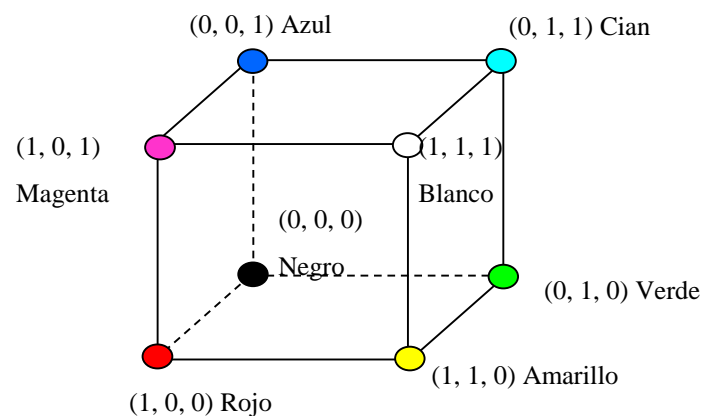 (0, 0, 1) Azul
(0, 1, 1) Cian
(1, 0, 1)
Magenta
(1, 1, 1)
Blanco
(0, 0, 0)
Negro
(0, 1, 0) Verde
(1, 1, 0) Amarillo
(1, 0, 0) Rojo